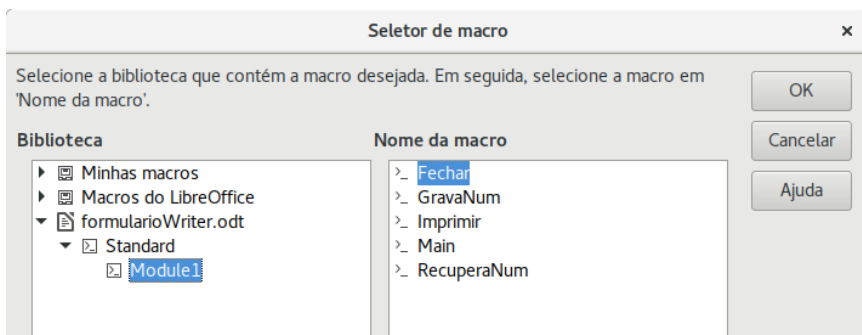 Seletor de macro
Selecione a biblioteca que contém a macro desejada. Em seguida, selecione a macro em
'Nome da macro'.
OK
Cancelar
Ajuda
Biblioteca
Minhas macros
Macros do LibreOffice
formularioWriter.odt
Standard
Module1
Nome da macro
Fechar
GravaNum
Imprimir
Main
RecuperaNum